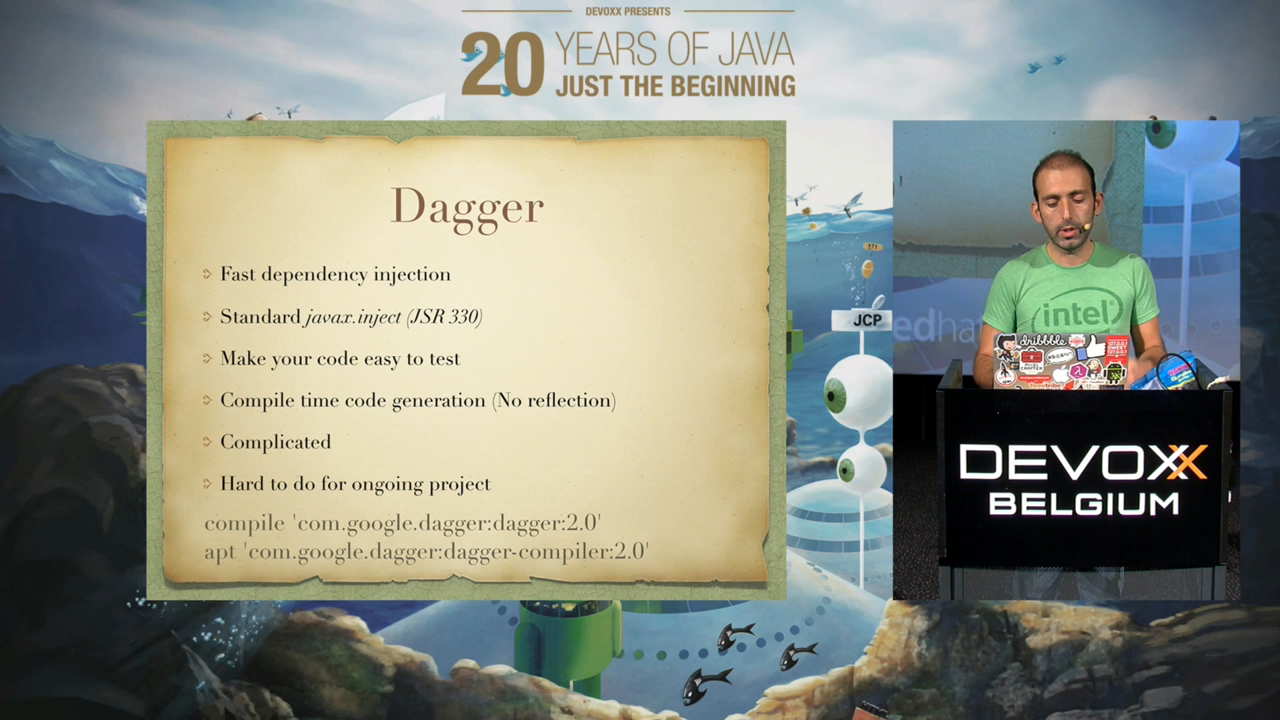 DEVOXX PRESENTS
20 YEARS OF JAVA
JUST THE BEGINNING
Dagger
Fast dependency injection
Standard javax.inject (JSR 330)
Make your code easy to test
Compile time code generation (No reflection)
Complicated
Hard to do for ongoing project
compile 'com.google.dagger:dagger:2.0'
apt 'com.google.dagger:dagger-compiler:2.0'
JCP
edha
intel
dribbble
DEVOXX
BELGIUM